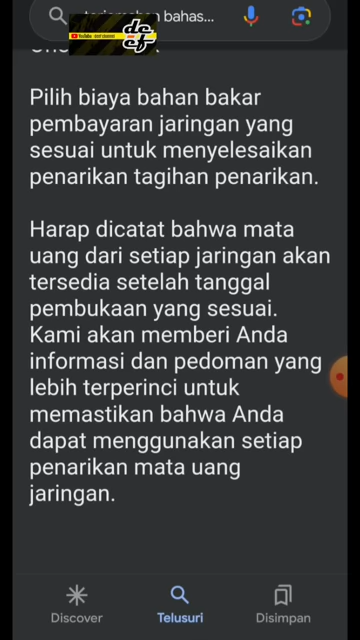 terjemahan bahas...
Pilih biaya bahan bakar
pembayaran jaringan yang
sesuai untuk menyelesaikan
penarikan tagihan penarikan.
Harap dicatat bahwa mata
uang dari setiap jaringan akan
tersedia setelah tanggal
pembukaan yang sesuai.
Kami akan memberi Anda
informasi dan pedoman yang
lebih terperinci untuk
memastikan bahwa Anda
dapat menggunakan setiap
penarikan mata uang
jaringan.
Discover
Telusuri
Disimpan